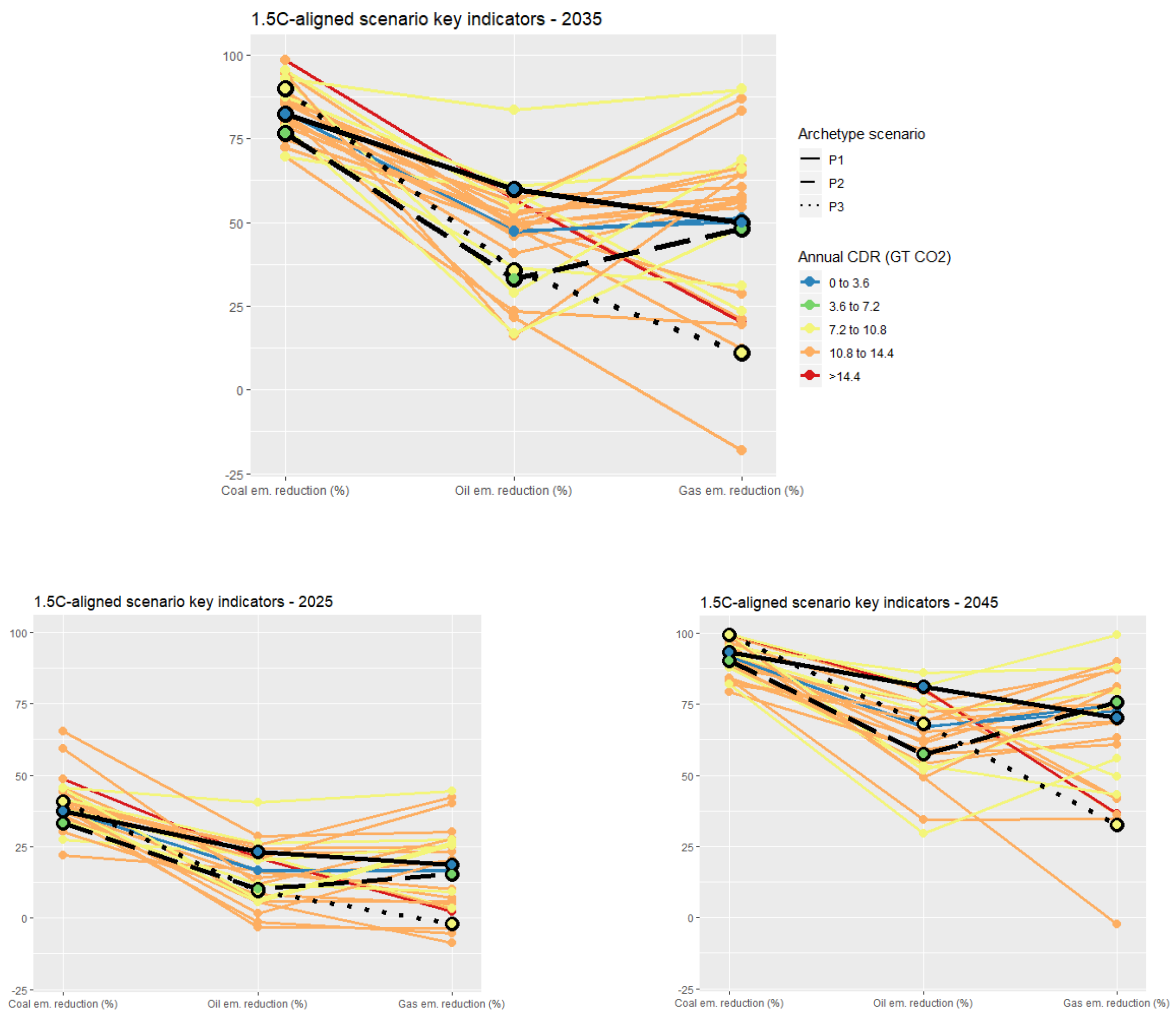 1.5C-aligned scenario key indicators - 2035
100
75
50
25
0
-25
Coal em. reduction (%)
Oil em. reduction (%)
Gas em. reduction (%)
Archetype scenario
P1
P2
P3
Annual CDR (GT CO2)
0 to 3.6
3.6 to 7.2
7.2 to 10.8
10.8 to 14.4
>14.4
1.5C-aligned scenario key indicators - 2025
100
75
50
25
0
-25
Coal em. reduction (%)
Oil em. reduction (%)
Gas em. reduction (%)
1.5C-aligned scenario key indicators - 2045
100
75
50
25
0
-25
Coal em. reduction (%)
Oil em. reduction (%)
Gas em. reduction (%)